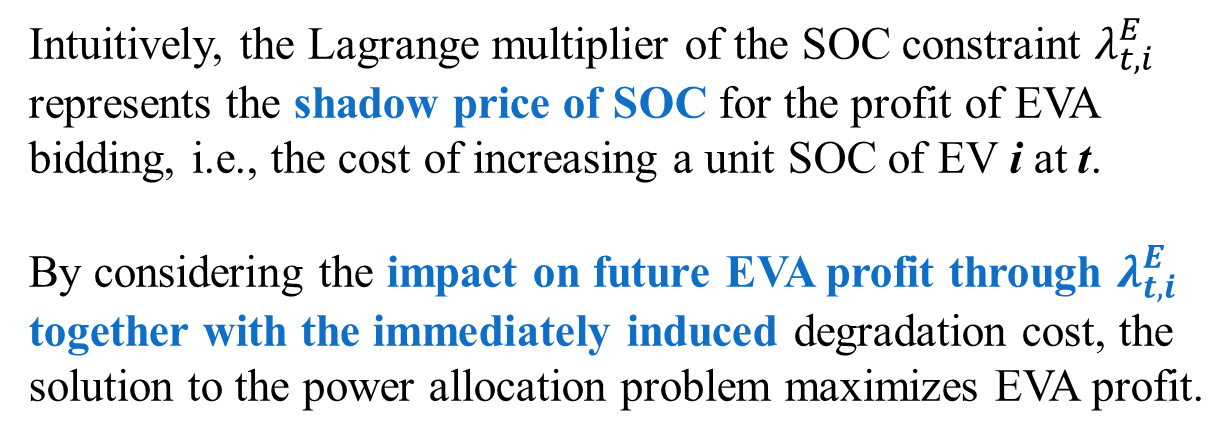 Intuitively, the Lagrange multiplier of the SOC constraint λ^E_{t,i}
represents the shadow price of SOC for the profit of EVA
bidding, i.e., the cost of increasing a unit SOC of EV i at t.
By considering the impact on future EVA profit through λ^E_{t,i}
together with the immediately induced degradation cost, the
solution to the power allocation problem maximizes EVA profit.